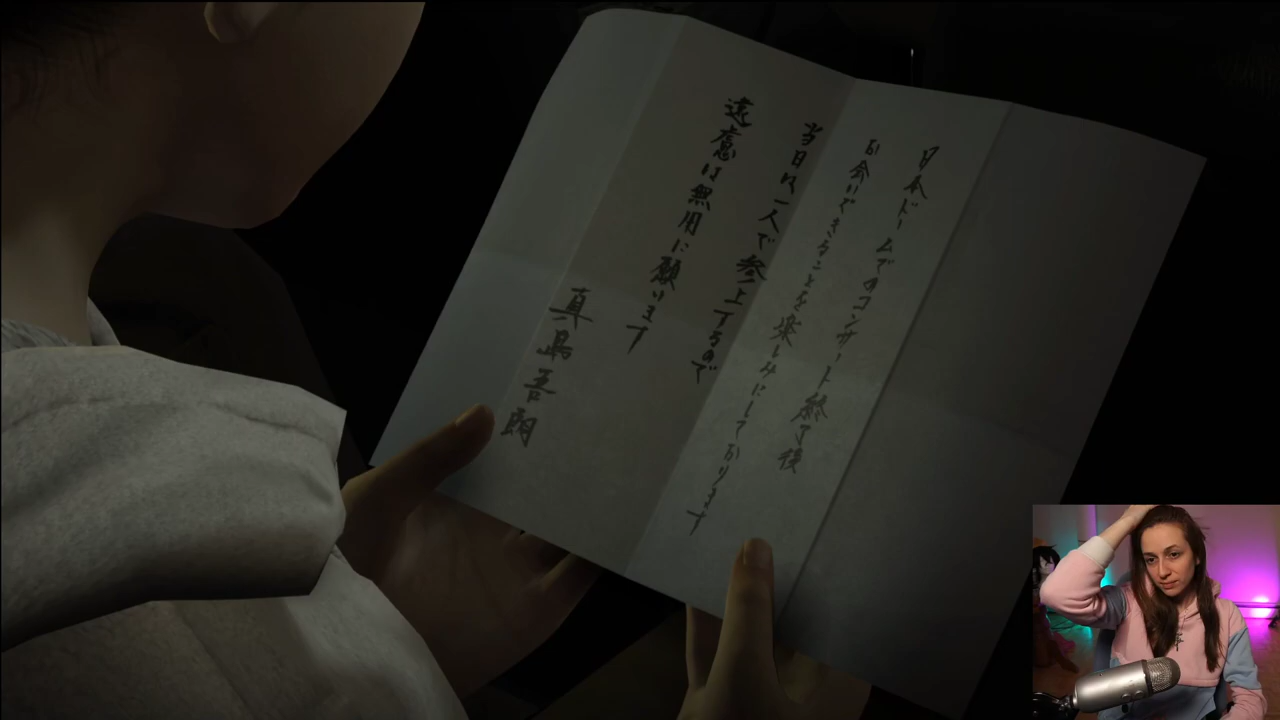 日本ドームでのコンサート終了後
お会いできることを楽しみにしております
当日は一人で参上するので
遠慮は無用に願います
真島吾朗